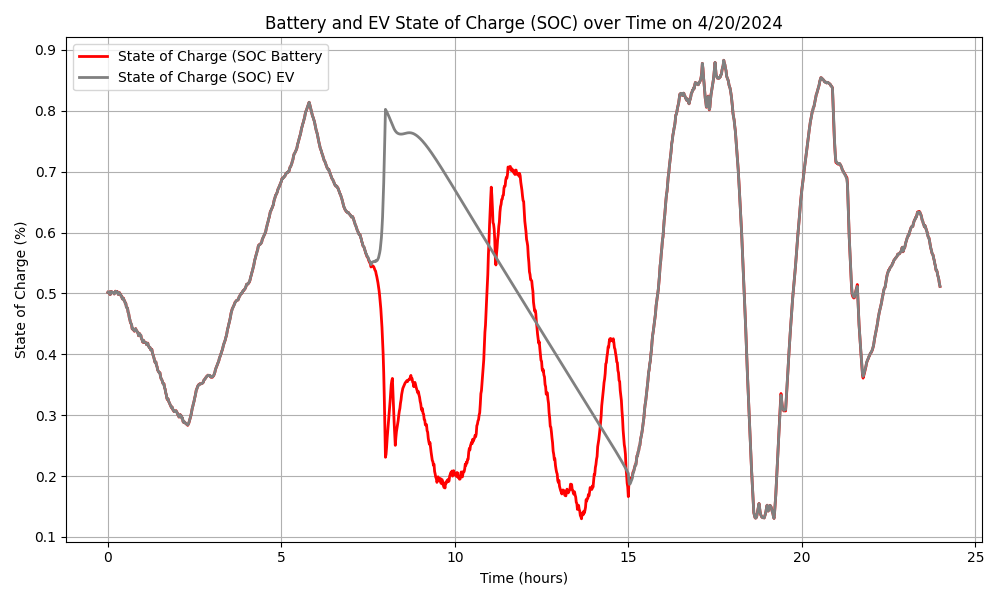 Battery and EV State of Charge (SOC) over Time on 4/20/2024
State of Charge (SOC Battery
State of Charge (SOC) EV
State of Charge (%)
0.9
0.8
0.7
0.6
0.5
0.4
0.3
0.2
0.1
0 5 10 15 20 25
Time (hours)